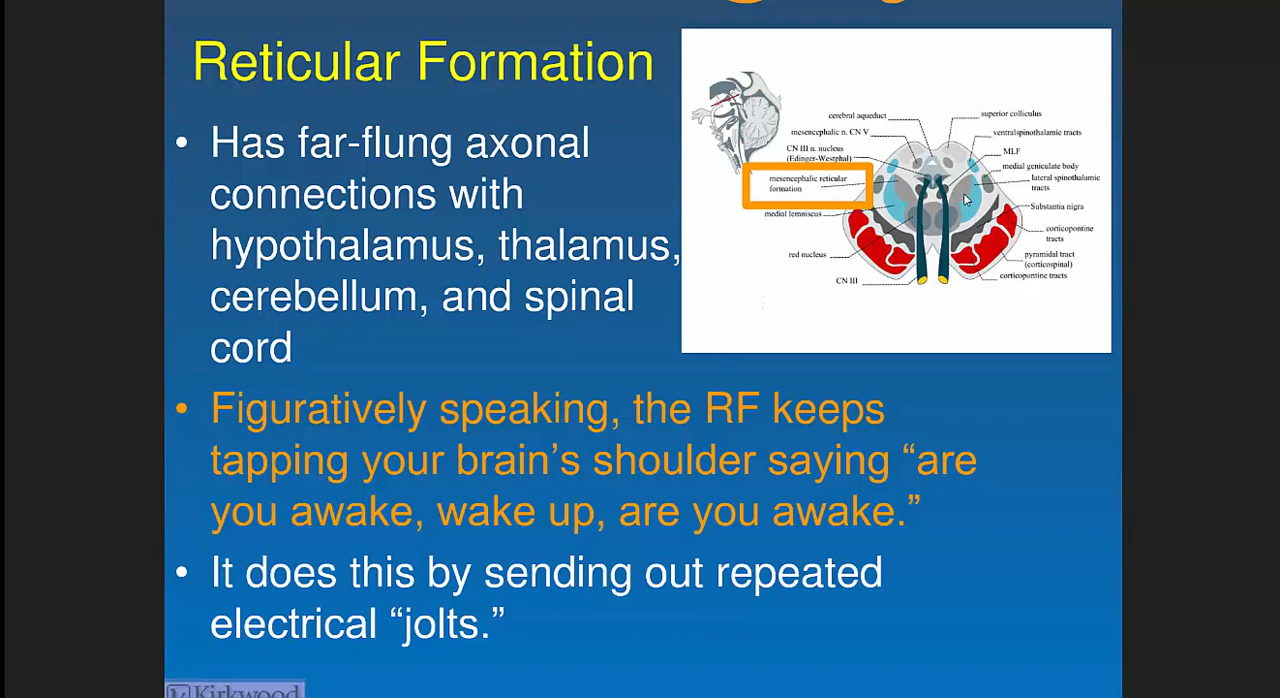 Reticular Formation
• Has far-flung axonal
connections with
hypothalamus, thalamus,
cerebellum, and spinal
cord
• Figuratively speaking, the RF keeps
tapping your brain’s shoulder saying “are
you awake, wake up, are you awake.”
• It does this by sending out repeated
electrical “jolts.”
cerebral aqueduct
mesencephalic n. CN V
CN III n. nucleus
(Edinger-Westphal)
mesencephalic reticular
formation
medial lemniscus
red nucleus
CN III
superior colliculus
ventralspinothalamic tracts
MLF
medial geniculate body
lateral spinothalamic
tracts
Substantia nigra
corticopontine
tracts
pyramidal tract
(corticospinal)
corticopontine tracts
Kirkwood